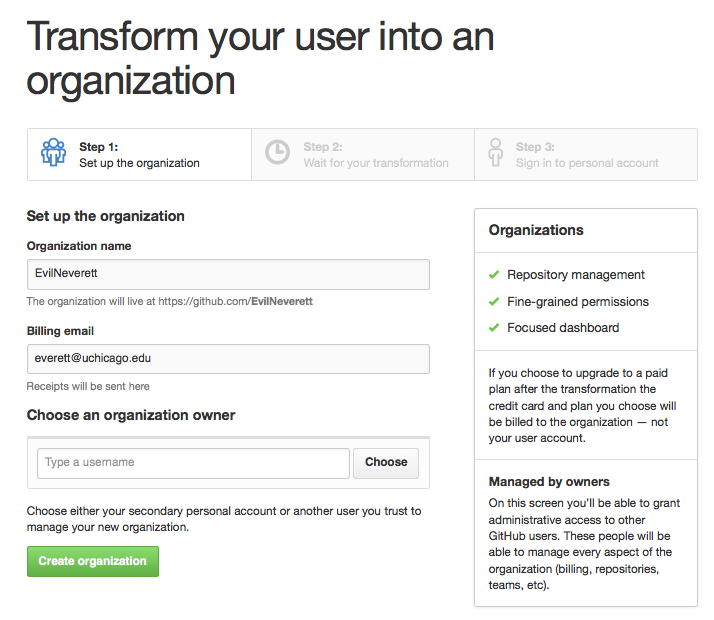 Transform your user into an
organization
Step 1:
Set up the organization
Step 2:
Wait for your transformation
Step 3:
Sign in to personal account
Set up the organization
Organization name
EvilNeverett
The organization will live at https://github.com/EvilNeverett
Billing email
everett@uchicago.edu
Receipts will be sent here
Choose an organization owner
Type a username
Choose
Choose either your secondary personal account or another user you trust to
manage your new organization.
Create organization
Organizations
Repository management
Fine-grained permissions
Focused dashboard
If you choose to upgrade to a paid
plan after the transformation the
credit card and plan you choose will
be billed to the organization — not
your user account.
Managed by owners
On this screen you'll be able to grant
administrative access to other
GitHub users. These people will be
able to manage every aspect of the
organization (billing, repositories,
teams, etc).